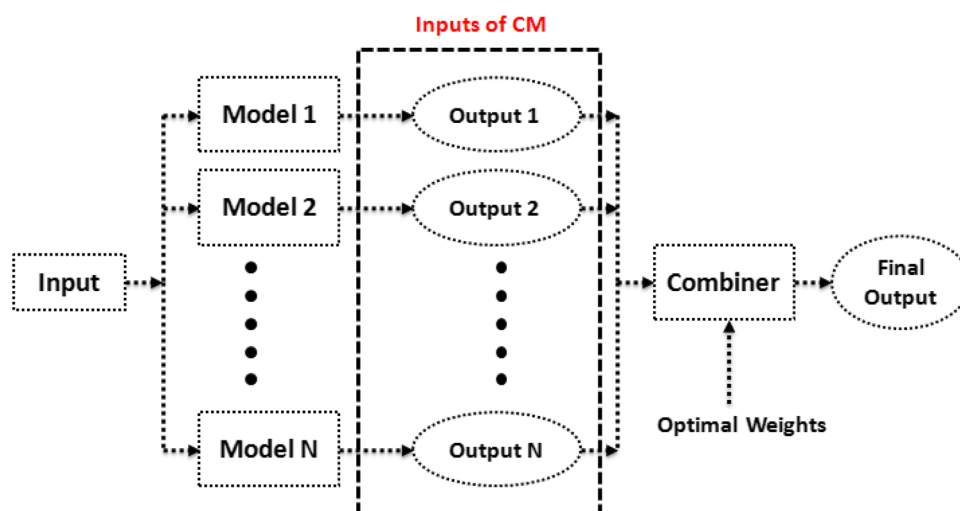 Inputs of CM
Model 1
Output 1
Model 2
Output 2
Input
Combiner
Final
Output
Optimal Weights
Model N
Output N